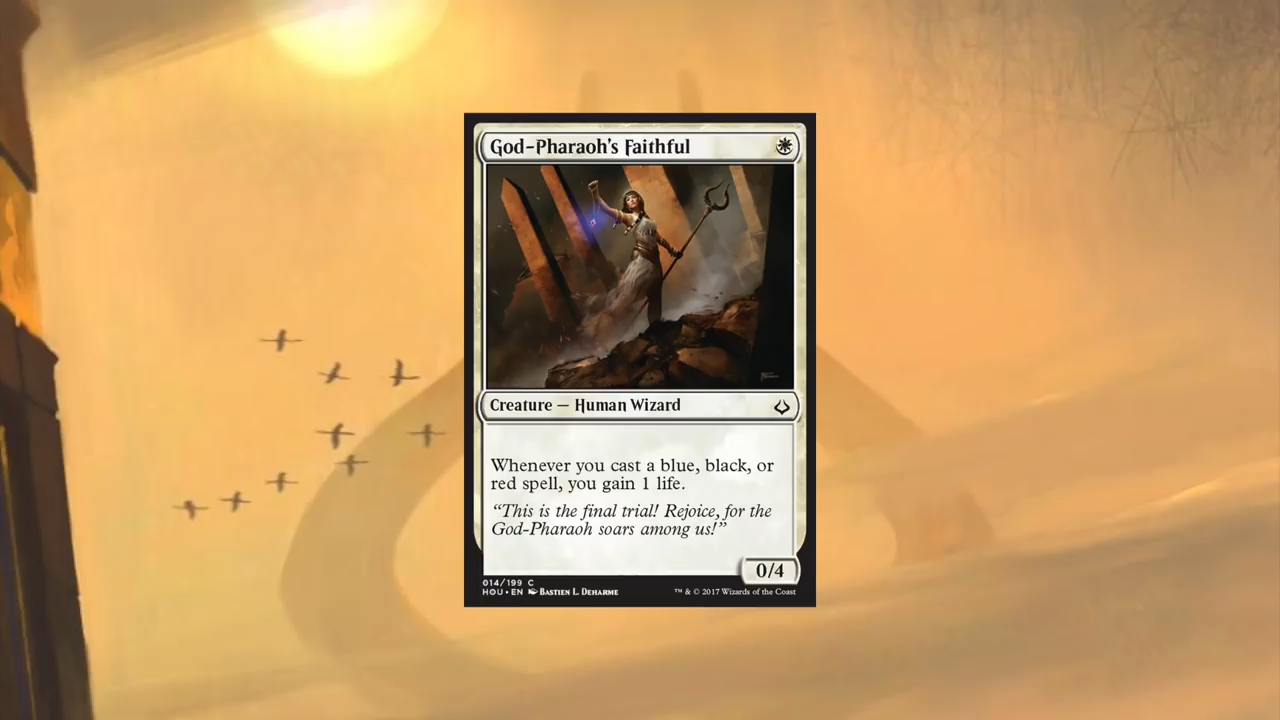 God-Pharaoh's Faithful
Creature — Human Wizard
Whenever you cast a blue, black, or
red spell, you gain 1 life.
“This is the final trial! Rejoice, for the
God-Pharaoh soars among us!”
0/4
014/199 C
HOU • EN Bastien L. Deharme
™ & © 2017 Wizards of the Coast